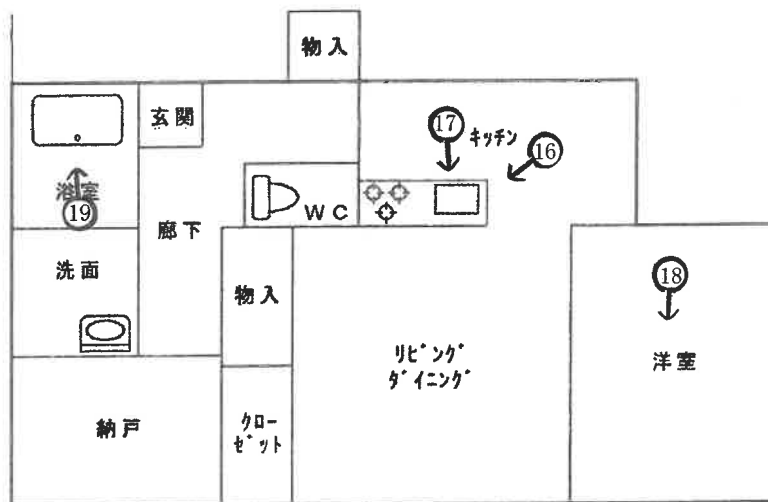 物入
玄関
⑰
キッチン
⑯
浴室
⑲
WC
廊下
洗面
物入
⑱
リビング
ダイニング
洋室
納戸
クロー
ゼット